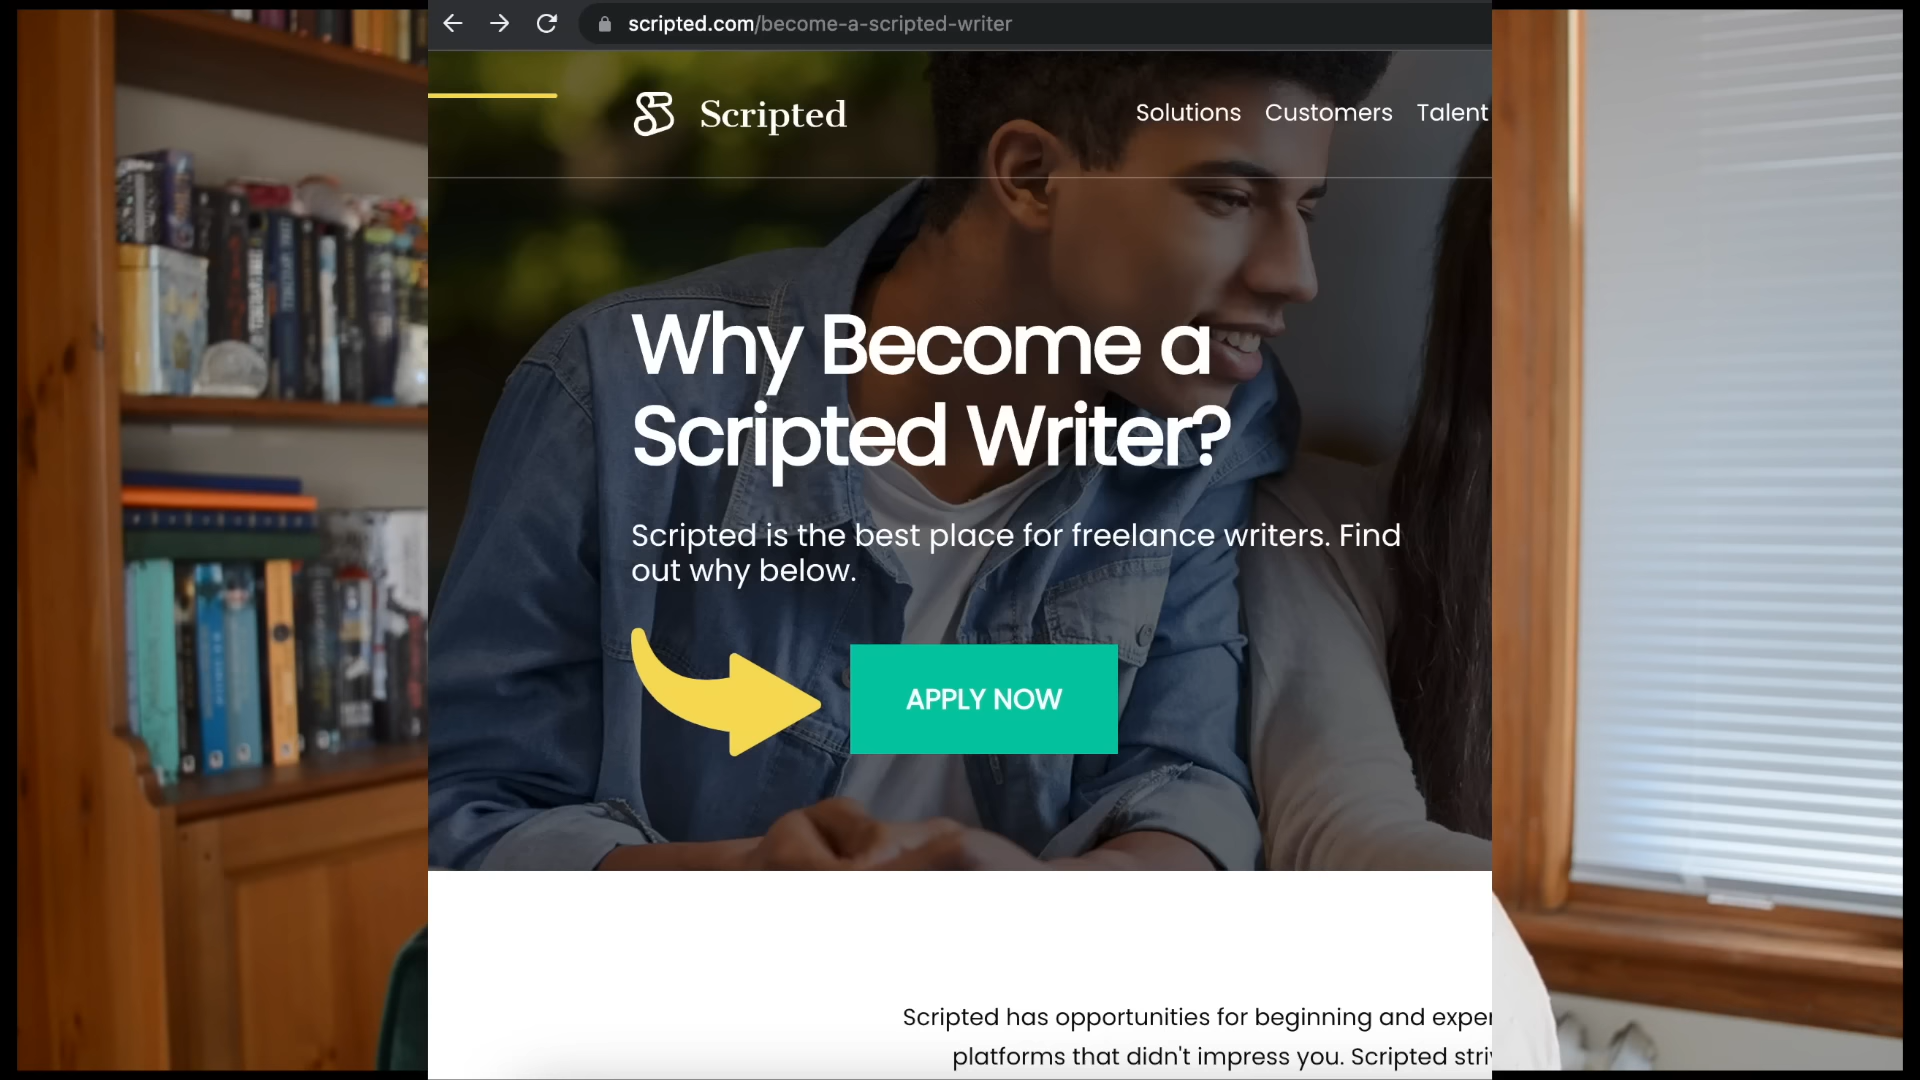 scripted.com/become-a-scripted-writer
Scripted
Solutions Customers Talent
Why Become a
Scripted Writer?
Scripted is the best place for freelance writers. Find
out why below.
APPLY NOW
Scripted has opportunities for beginning and exper
platforms that didn't impress you. Scripted